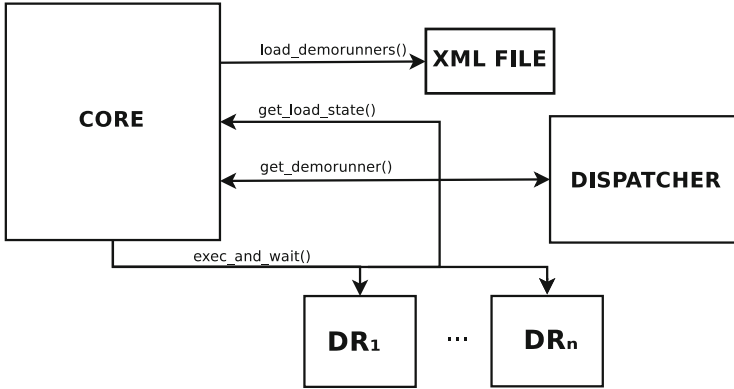 load_demorunners()
XML FILE
get_load_state()
CORE
get_demorunner()
DISPATCHER
exec_and_wait()
DR₁
...
DRₙ